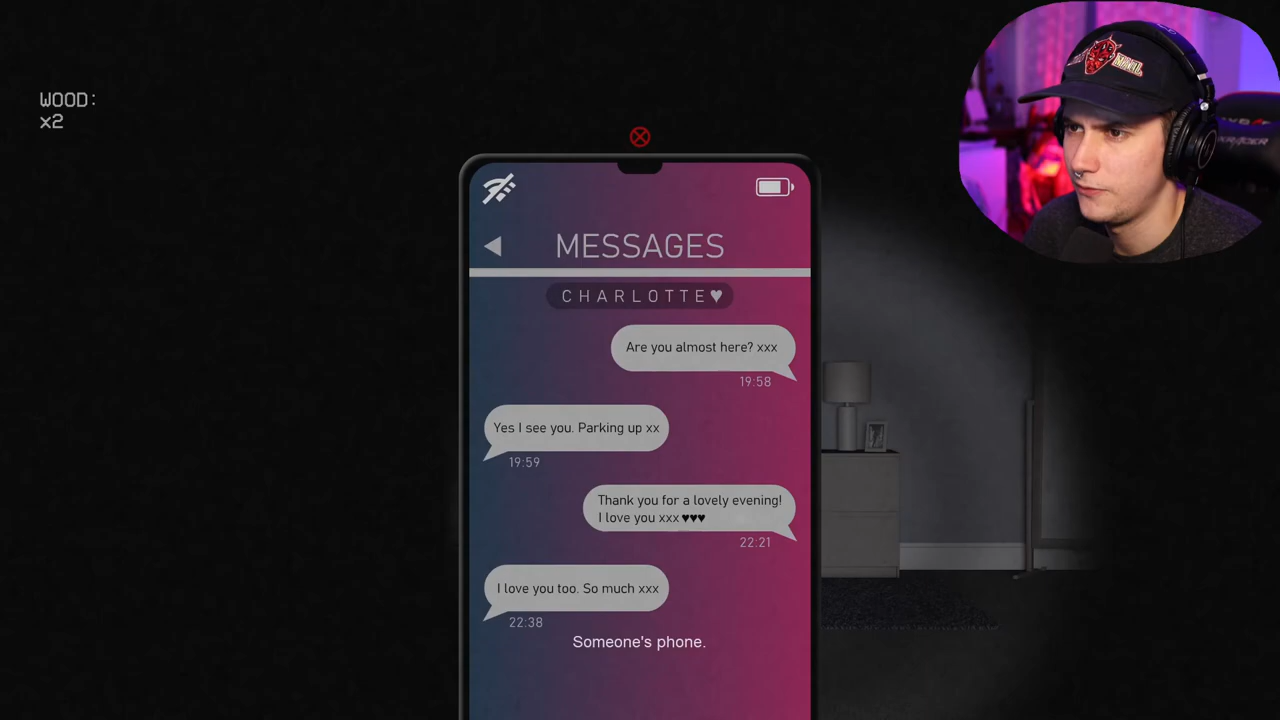 WOOD:
x2
MESSAGES
CHARLOTTE♥
Are you almost here? xxx
19:58
Yes I see you. Parking up xx
19:59
Thank you for a lovely evening!
I love you xxx ♥♥♥
22:21
I love you too. So much xxx
22:38
Someone's phone.